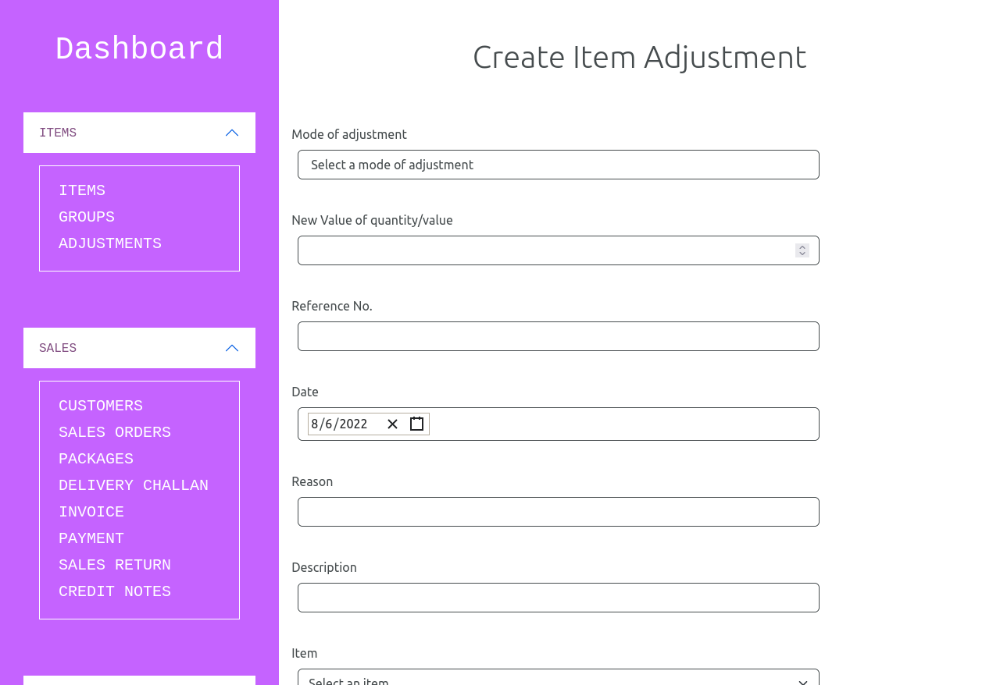 Dashboard
ITEMS
ITEMS
GROUPS
ADJUSTMENTS
SALES
CUSTOMERS
SALES ORDERS
PACKAGES
DELIVERY CHALLAN
INVOICE
PAYMENT
SALES RETURN
CREDIT NOTES
Create Item Adjustment
Mode of adjustment
Select a mode of adjustment
New Value of quantity/value
Reference No.
Date
8/6/2022
Reason
Description
Item
Select an item